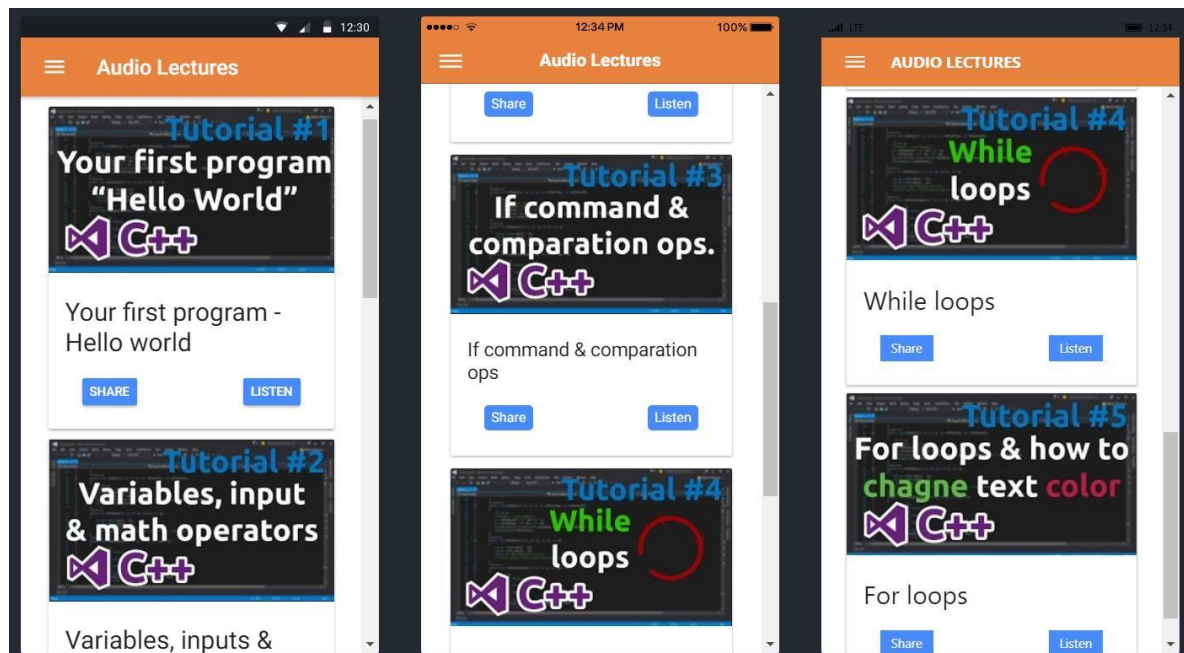 12:30
Audio Lectures
Tutorial #1
Your first program
“Hello World”
C++
Your first program -
Hello world
SHARE LISTEN
Tutorial #2
Variables, input
& math operators
C++
Variables, inputs &
12:34 PM 100%
Audio Lectures
Share Listen
Tutorial #3
If command &
comparation ops.
C++
If command & comparation
ops
Share Listen
Tutorial #4
While
loops
C++
LTE 12:34
AUDIO LECTURES
Tutorial #4
While
loops
C++
While loops
Share Listen
Tutorial #5
For loops & how to
chagne text color
C++
For loops
Share Listen